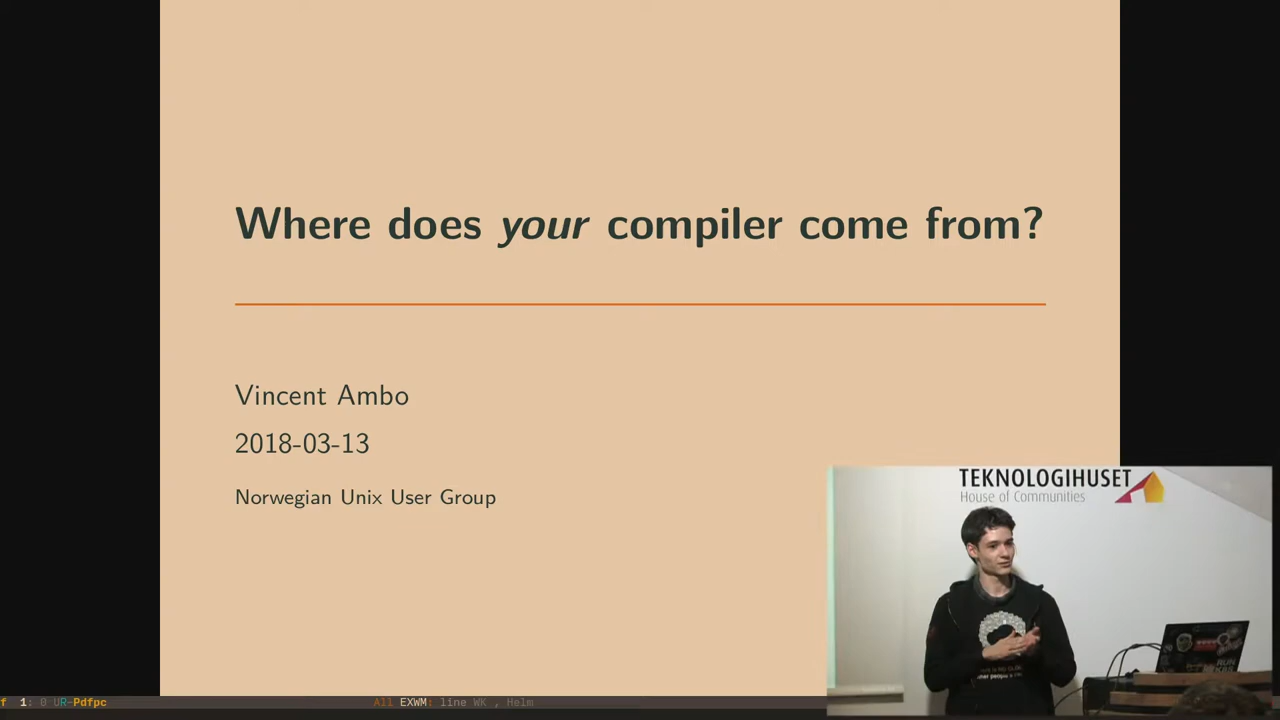 Where does your compiler come from?
Vincent Ambo
2018-03-13
Norwegian Unix User Group
TEKNOLOGIHUSET
House of Communities
RUN
f 1: 0 UR-Pdfpc All EXWM: line WK , Helm